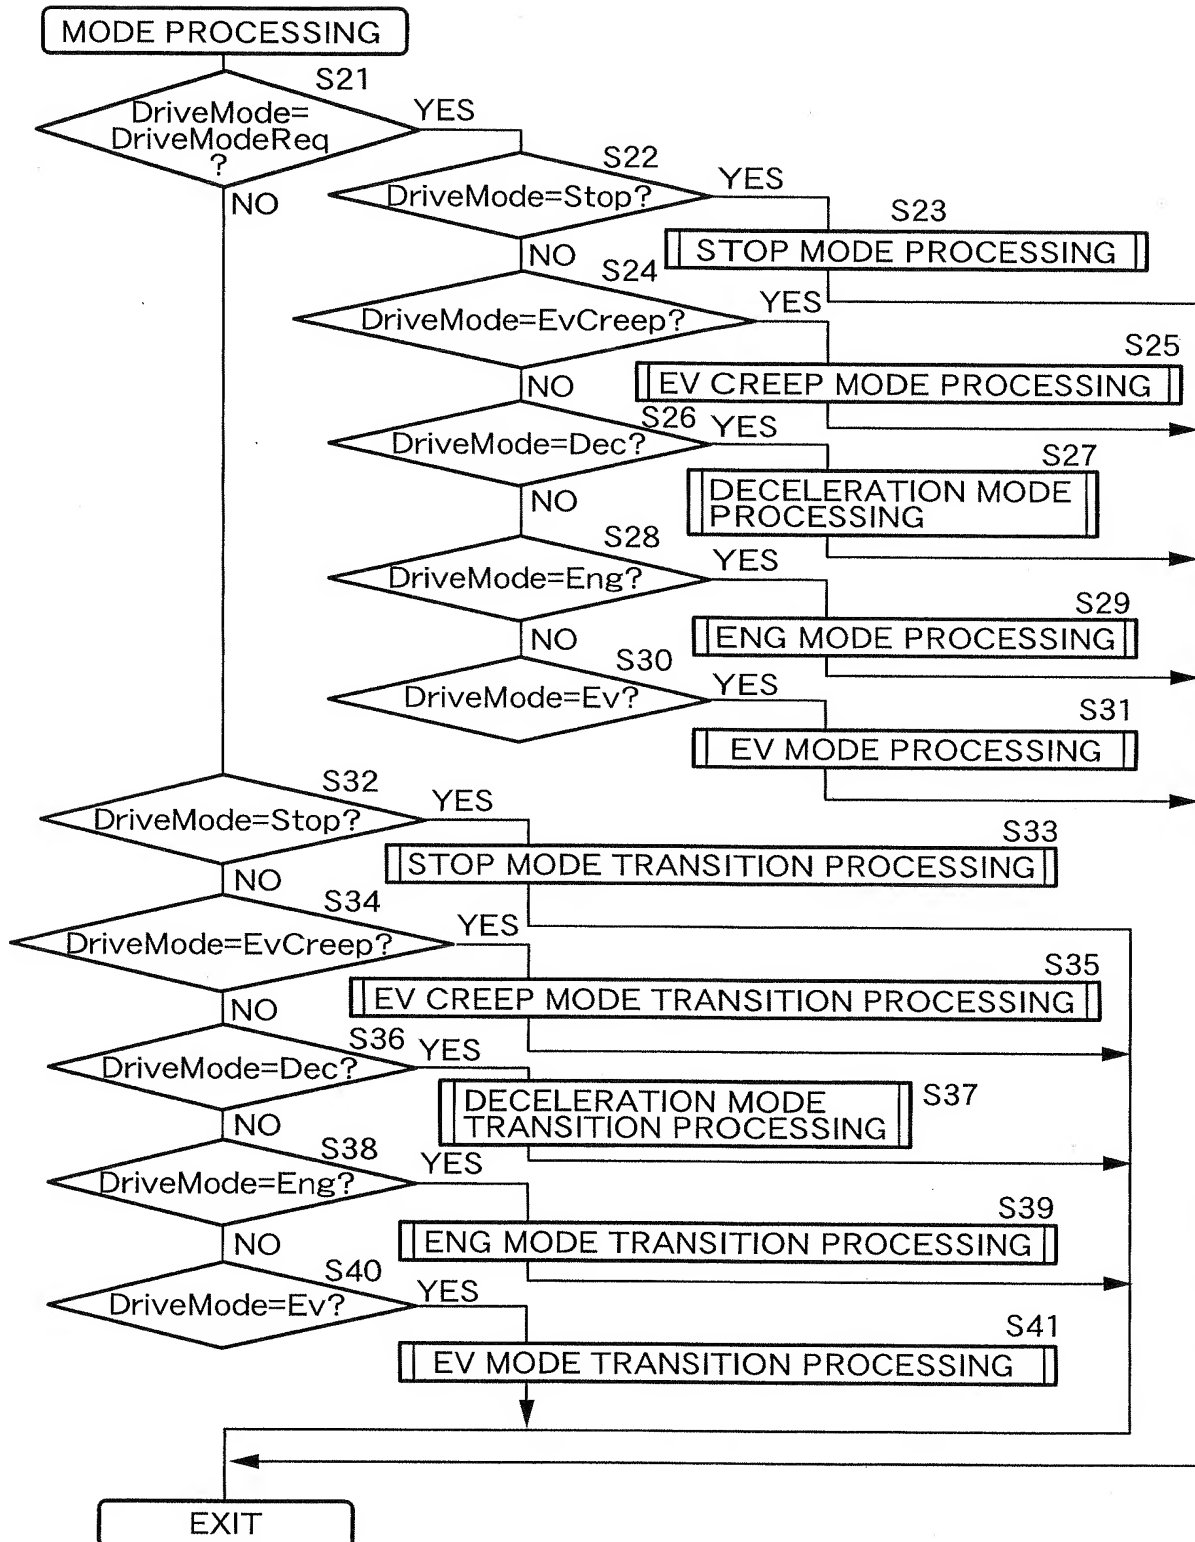 MODE PROCESSING
S21
DriveMode=
DriveModeReq
?
YES
NO
S22
DriveMode=Stop?
YES
S23
STOP MODE PROCESSING
NO
S24
DriveMode=EvCreep?
YES
S25
EV CREEP MODE PROCESSING
NO
S26
DriveMode=Dec?
YES
S27
DECELERATION MODE
PROCESSING
NO
S28
DriveMode=Eng?
YES
S29
ENG MODE PROCESSING
NO
S30
DriveMode=Ev?
YES
S31
EV MODE PROCESSING
S32
DriveMode=Stop?
YES
S33
STOP MODE TRANSITION PROCESSING
NO
S34
DriveMode=EvCreep?
YES
S35
EV CREEP MODE TRANSITION PROCESSING
NO
S36
DriveMode=Dec?
YES
S37
DECELERATION MODE
TRANSITION PROCESSING
NO
S38
DriveMode=Eng?
YES
S39
ENG MODE TRANSITION PROCESSING
NO
S40
DriveMode=Ev?
YES
S41
EV MODE TRANSITION PROCESSING
EXIT